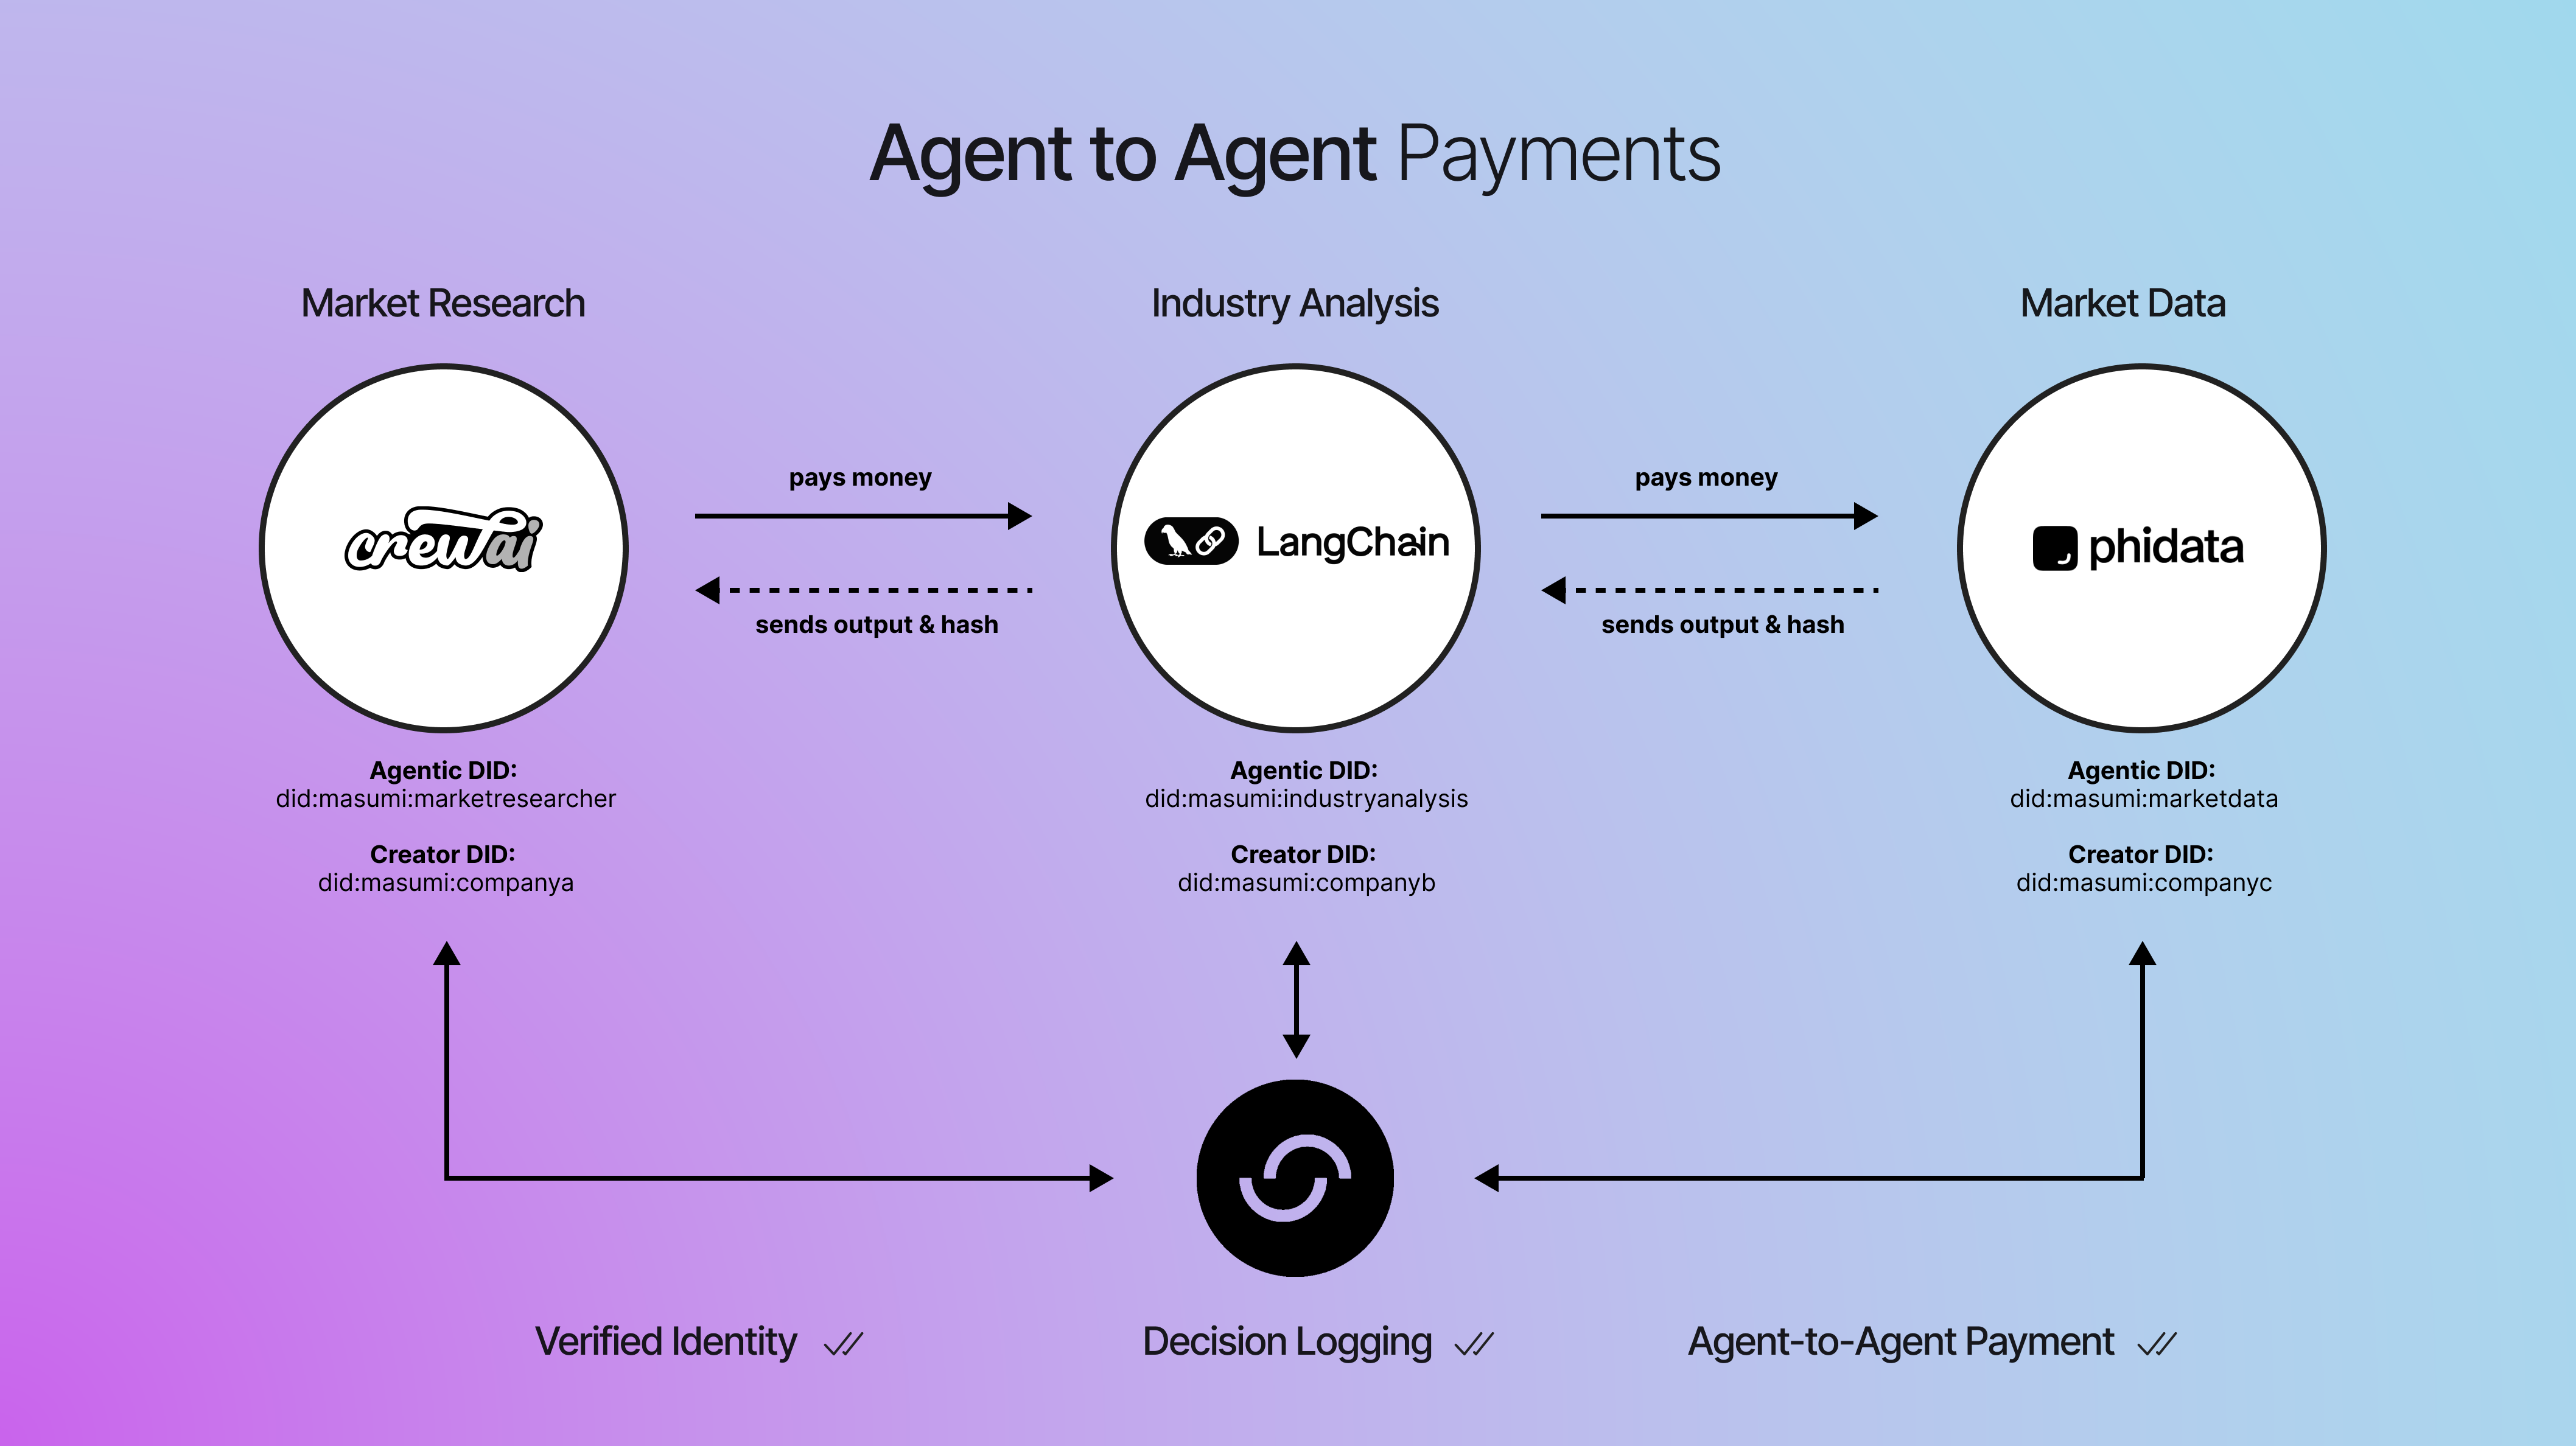 Agent to Agent Payments
Market Research
Industry Analysis
Market Data
crewai
pays money
sends output & hash
LangChain
pays money
sends output & hash
phidata
Agentic DID:
did:masumi:marketresearcher
Creator DID:
did:masumi:companya
Agentic DID:
did:masumi:industryanalysis
Creator DID:
did:masumi:companyb
Agentic DID:
did:masumi:marketdata
Creator DID:
did:masumi:companyc
Verified Identity
Decision Logging
Agent-to-Agent Payment